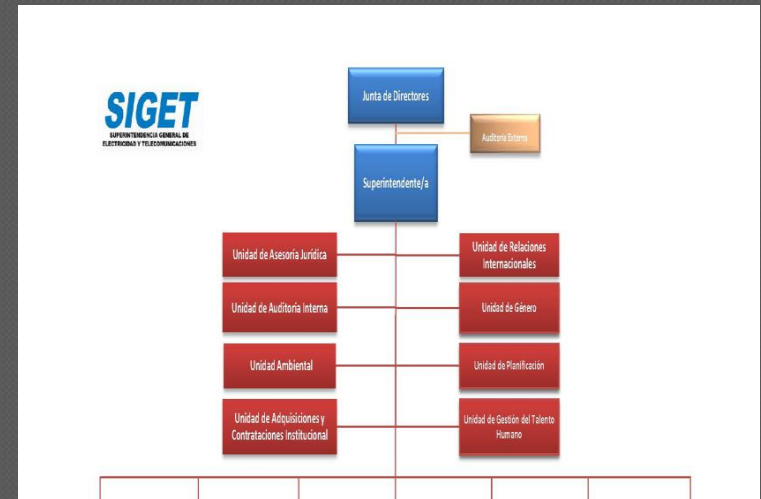 Junta de Directores
SIGET
SUPERINTENDENCIA GENERAL DE
ELECTRICIDAD Y TELECOMUNICACIONES
Auditoría Externa
Superintendente/a
Unidad de Asesoría Jurídica
Unidad de Relaciones
Internacionales
Unidad de Auditoría Interna
Unidad de Género
Unidad Ambiental
Unidad de Planificación
Unidad de Adquisiciones y
Contrataciones Institucional
Unidad de Gestión del Talento
Humano